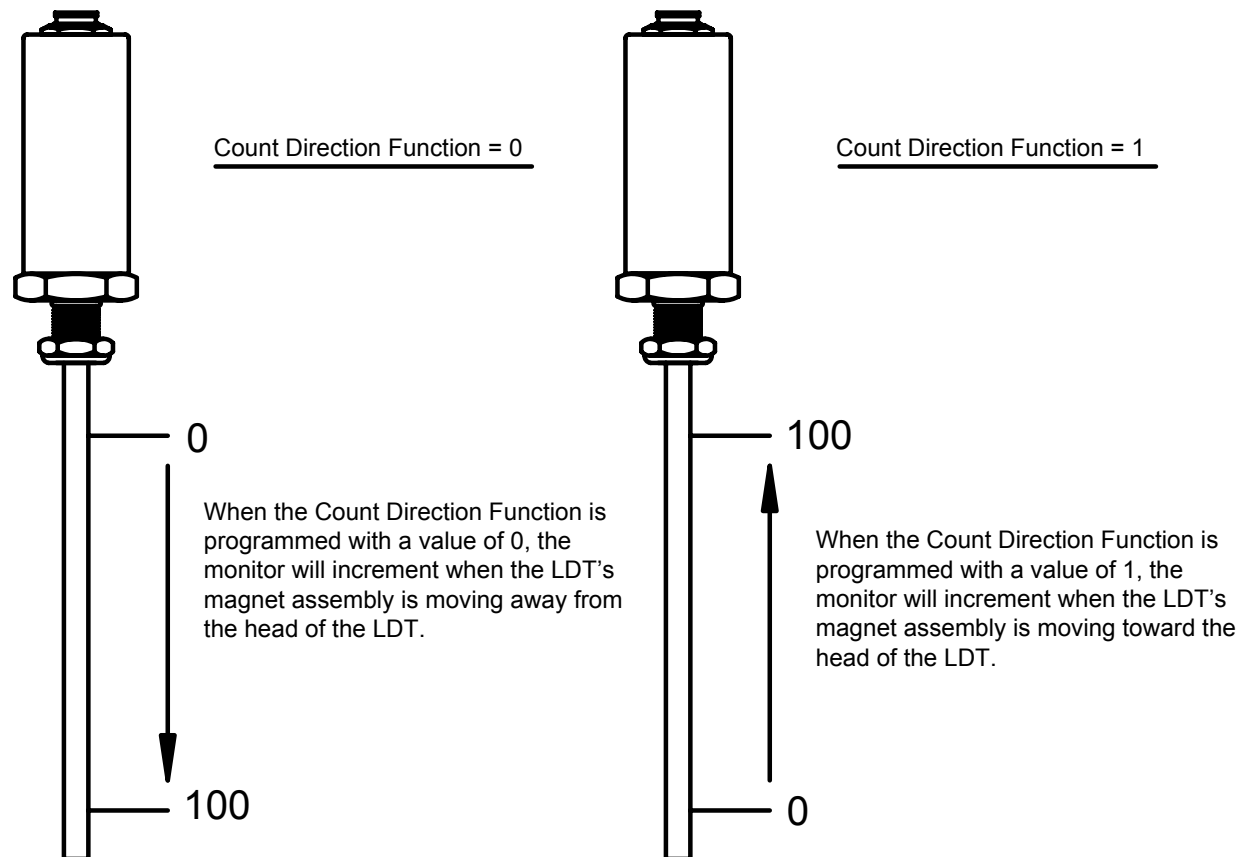 Count Direction Function = 0
0
When the Count Direction Function is
programmed with a value of 0, the
monitor will increment when the LDT's
magnet assembly is moving away from
the head of the LDT.
100
Count Direction Function = 1
100
When the Count Direction Function is
programmed with a value of 1, the
monitor will increment when the LDT's
magnet assembly is moving toward the
head of the LDT.
0